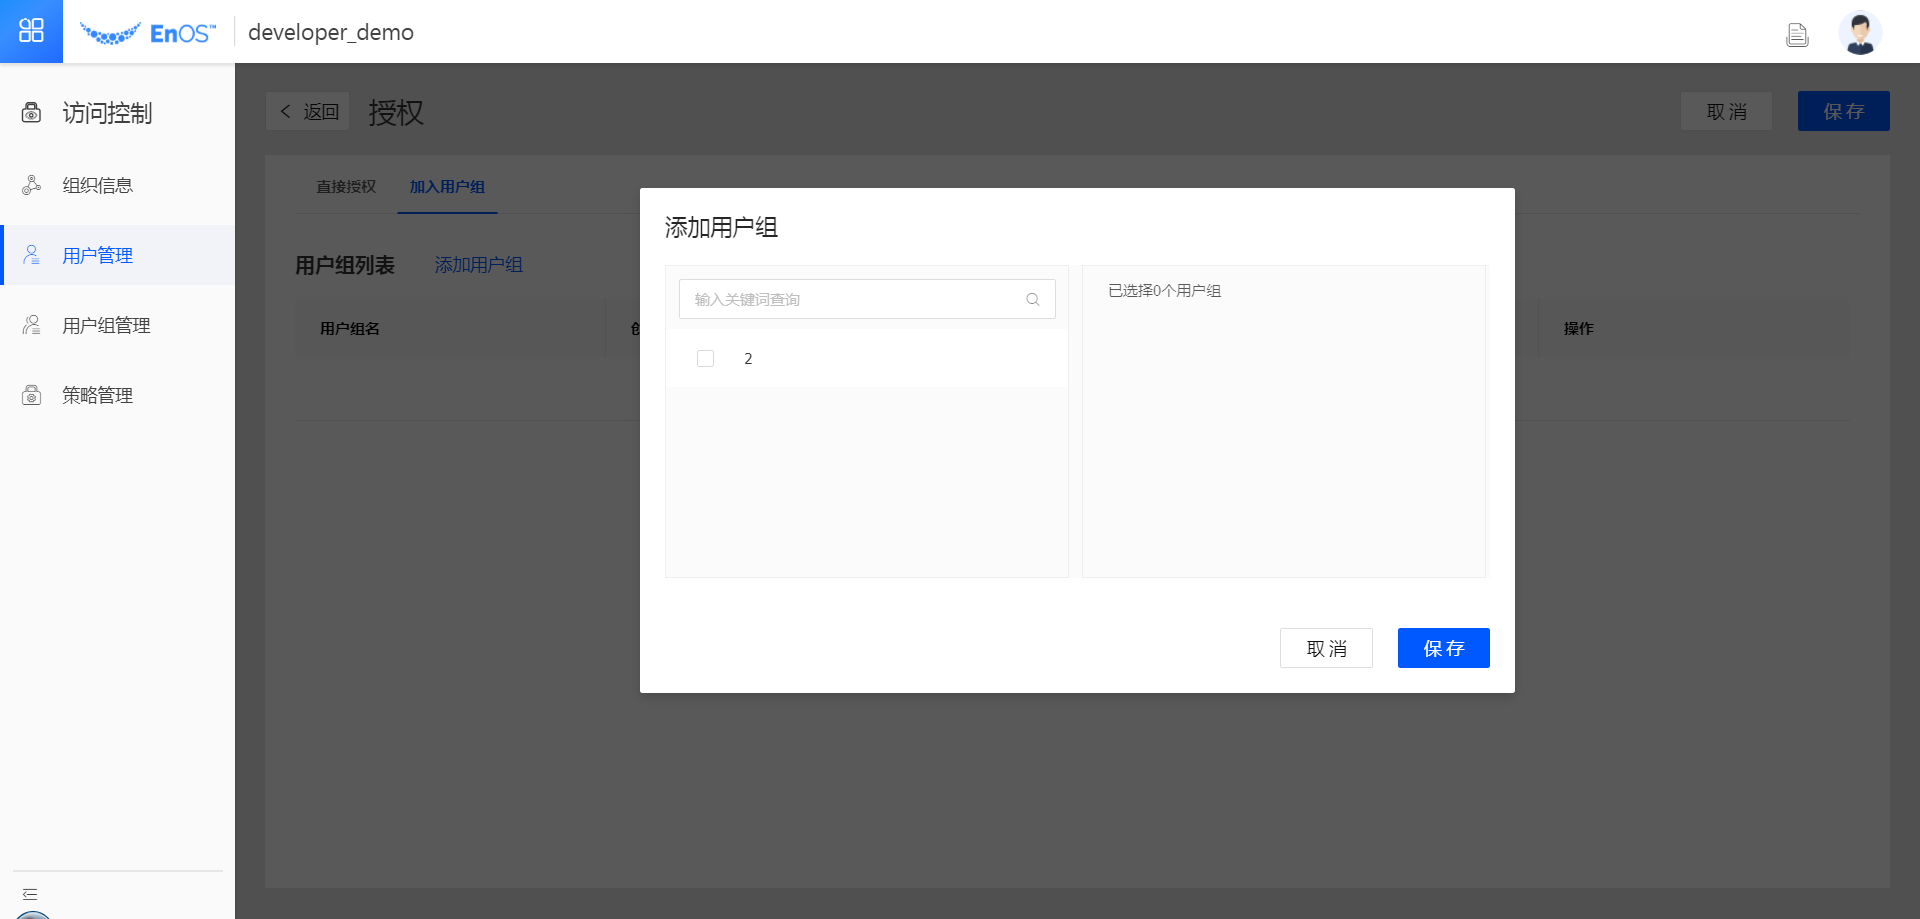 EnOS™
developer_demo
访问控制
组织信息
用户管理
用户组管理
策略管理
返回
授权
取消
保存
直接授权
加入用户组
用户组列表
添加用户组
用户组名
操作
添加用户组
输入关键词查询
2
已选择0个用户组
取消
保存